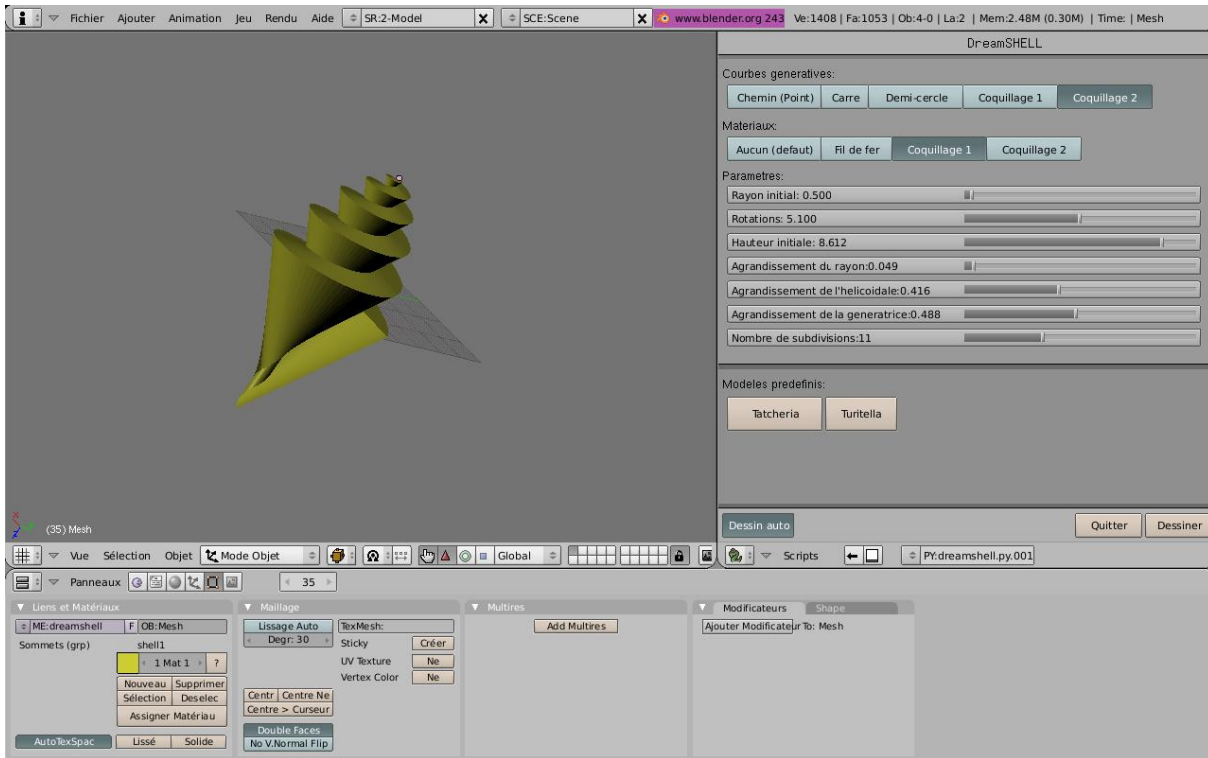 Fichier Ajouter Animation Jeu Rendu Aide SR:2-Model SCE:Scene www.blender.org 243 Ve:1408 | Fa:1053 | Ob:4-0 | La:2 | Mem:2.48M (0.30M) | Time: | Mesh
DreamSHELL
Courbes generatives:
Chemin (Point) Carre Demi-cercle Coquillage 1 Coquillage 2
Materiaux:
Aucun (defaut) Fil de fer Coquillage 1 Coquillage 2
Parametres:
Rayon initial: 0.500
Rotations: 5.100
Hauteur initiale: 8.612
Agrandissement du rayon:0.049
Agrandissement de l'helicoidale:0.416
Agrandissement de la generatrice:0.488
Nombre de subdivisions:11
Modeles predefinis:
Tatcheria Turitella
Dessin auto Quitter Dessiner
x
z
(35) Mesh
Vue Sélection Objet Mode Objet Global Scripts PY:dreamshell.py.001
Panneaux 35
Liens et Matériaux
ME:dreamshell F OB:Mesh
Sommets (grp) shell1
1 Mat 1 ?
Nouveau Supprimer
Sélection Deselec
Assigner Matériau
AutoTexSpac Lissé Solide
Maillage
Lissage Auto TexMesh:
Degr: 30 Sticky Créer
UV Texture Ne
Vertex Color Ne
Centr Centre Ne
Centre > Curseur
Double Faces
No V.Normal Flip
Multires
Add Multires
Modificateurs Shape
Ajouter Modificateur To: Mesh